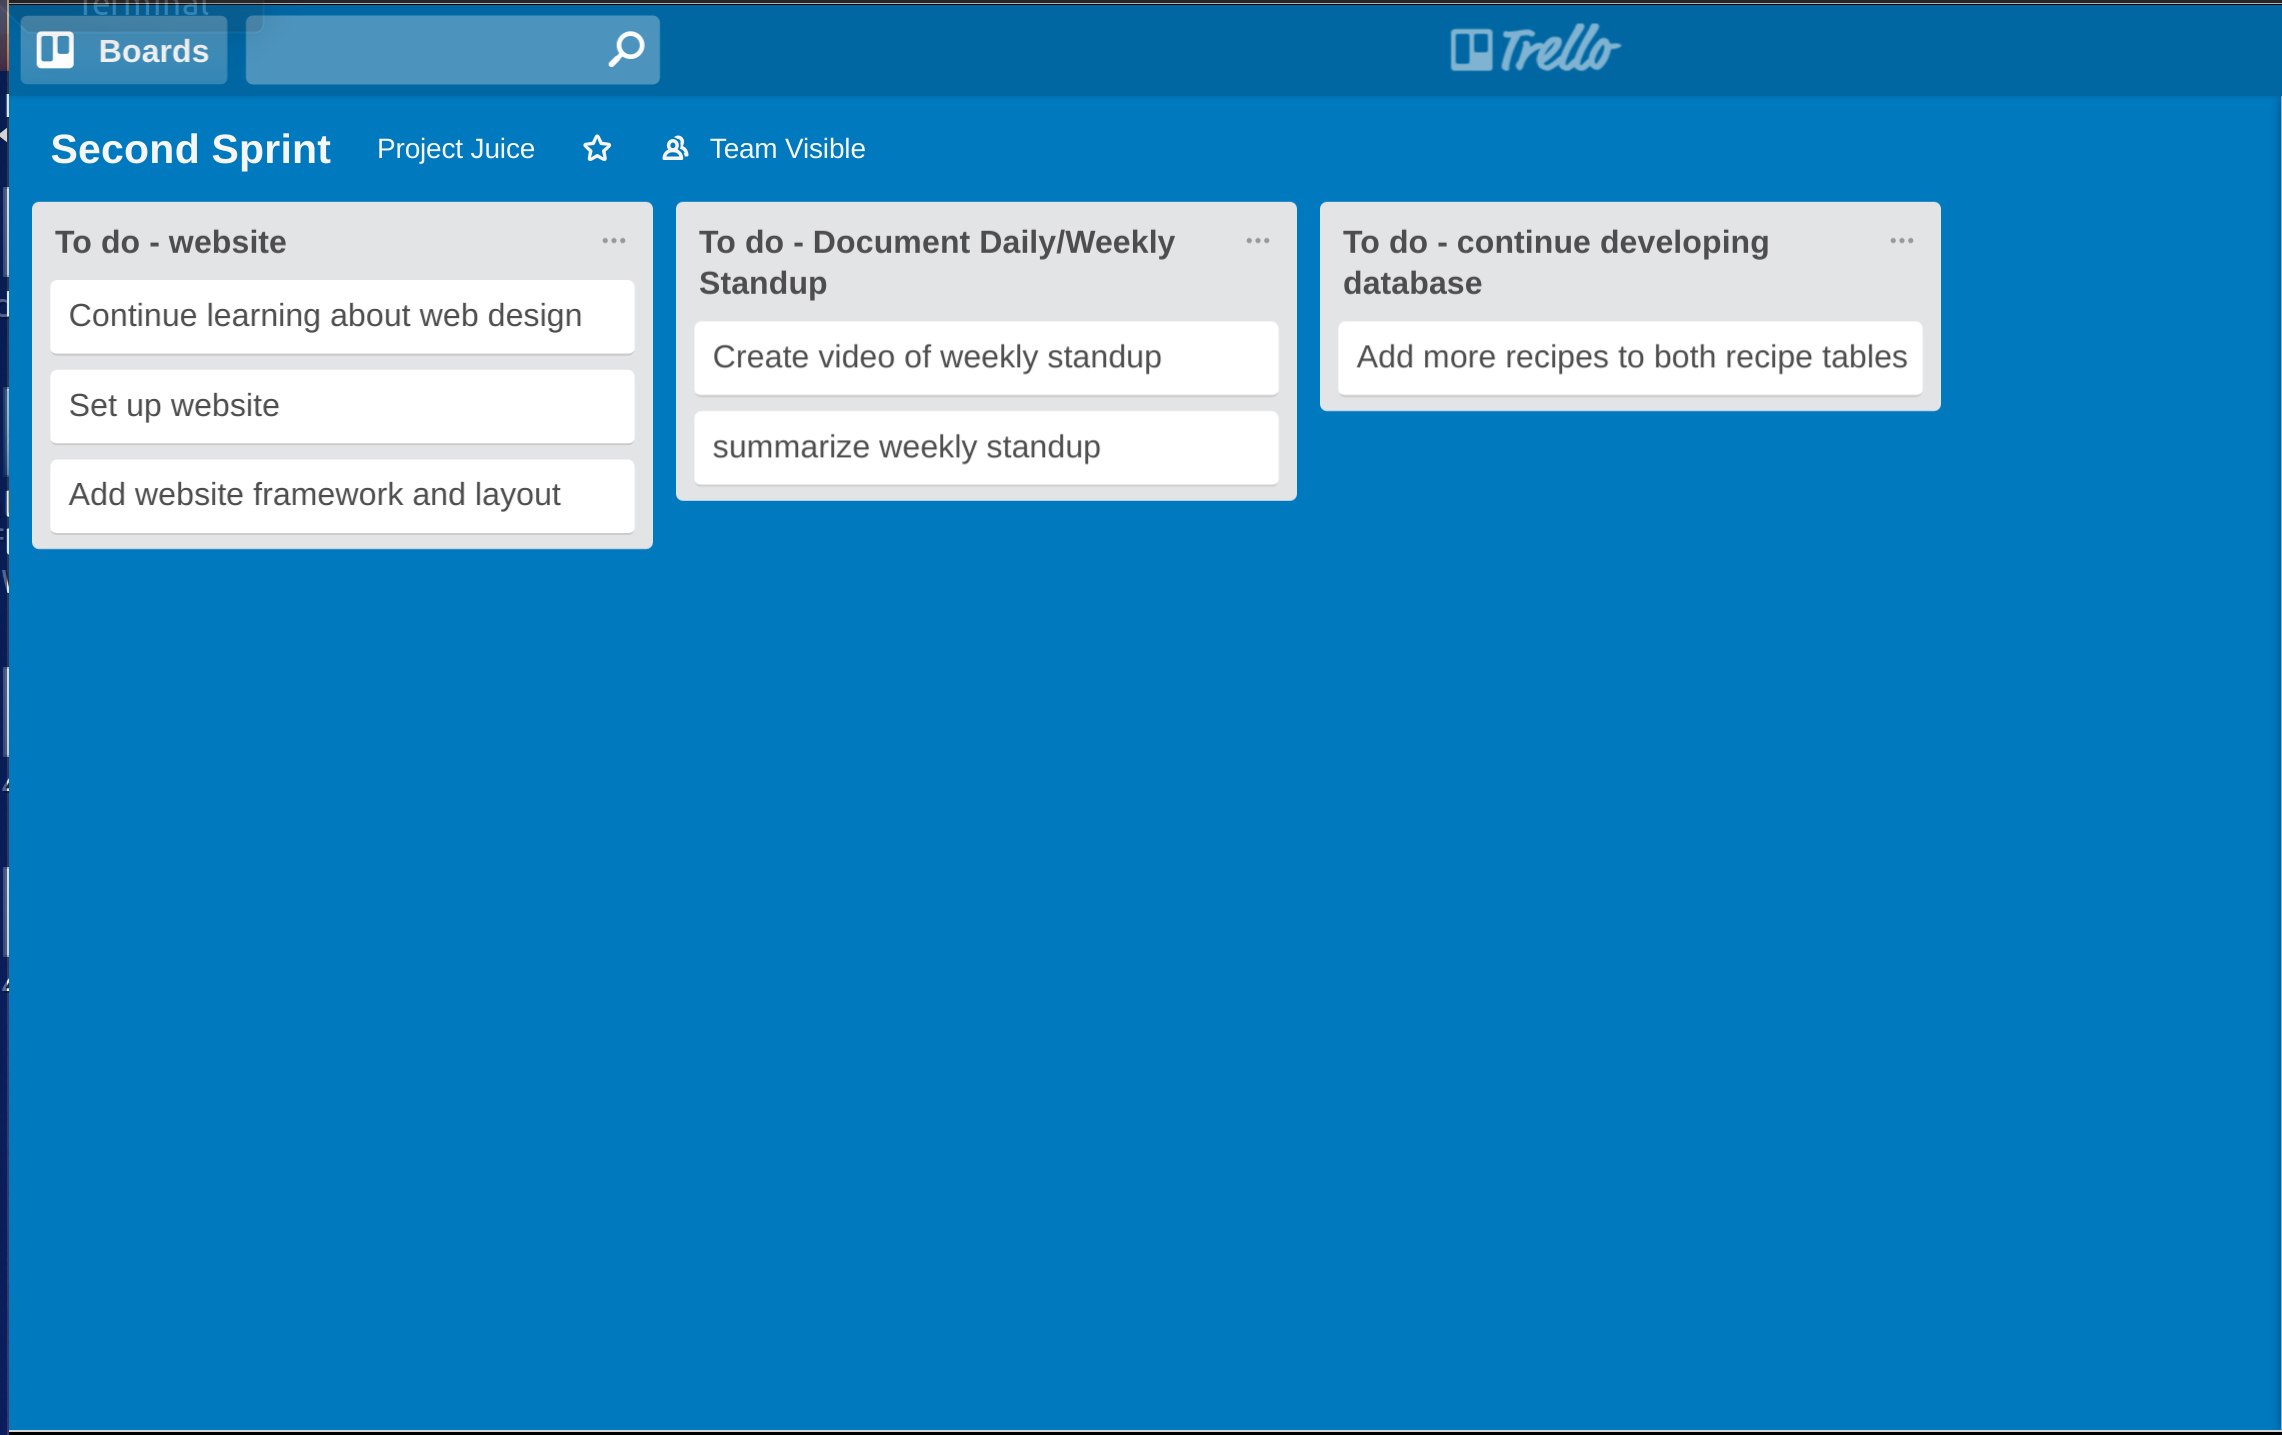 Terminal
Boards
Trello
Second Sprint Project Juice Team Visible
To do - website
Continue learning about web design
Set up website
Add website framework and layout
To do - Document Daily/Weekly
Standup
Create video of weekly standup
summarize weekly standup
To do - continue developing
database
Add more recipes to both recipe tables